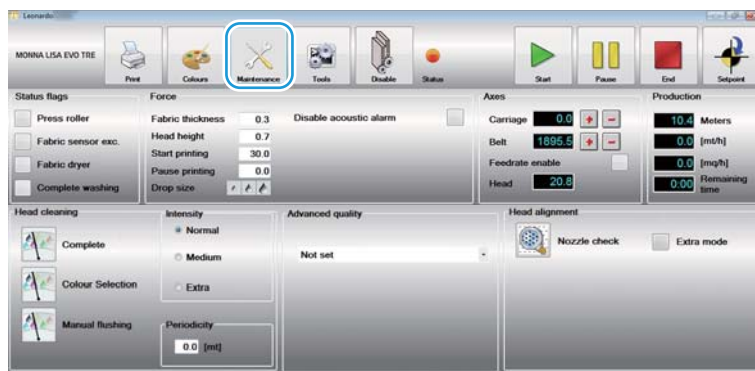 Leonardo
MONNA LISA EVO TRE
Print
Colours
Maintenance
Tools
Disable
Status
Start
Pause
End
Setpoint
Status flags
Press roller
Fabric sensor exc.
Fabric dryer
Complete washing
Force
Fabric thickness 0.3
Head height 0.7
Start printing 30.0
Pause printing 0.0
Drop size
Disable acoustic alarm
Axes
Carriage 0.0 + -
Belt 1895.5 + -
Feedrate enable
Head 20.8
Production
10.4 Meters
0.0 [mt/h]
0.0 [mq/h]
0:00 Remaining
time
Head cleaning
Complete
Colour Selection
Manual flushing
Intensity
Normal
Medium
Extra
Periodicity
0.0 [mt]
Advanced quality
Not set
Head alignment
Nozzle check
Extra mode